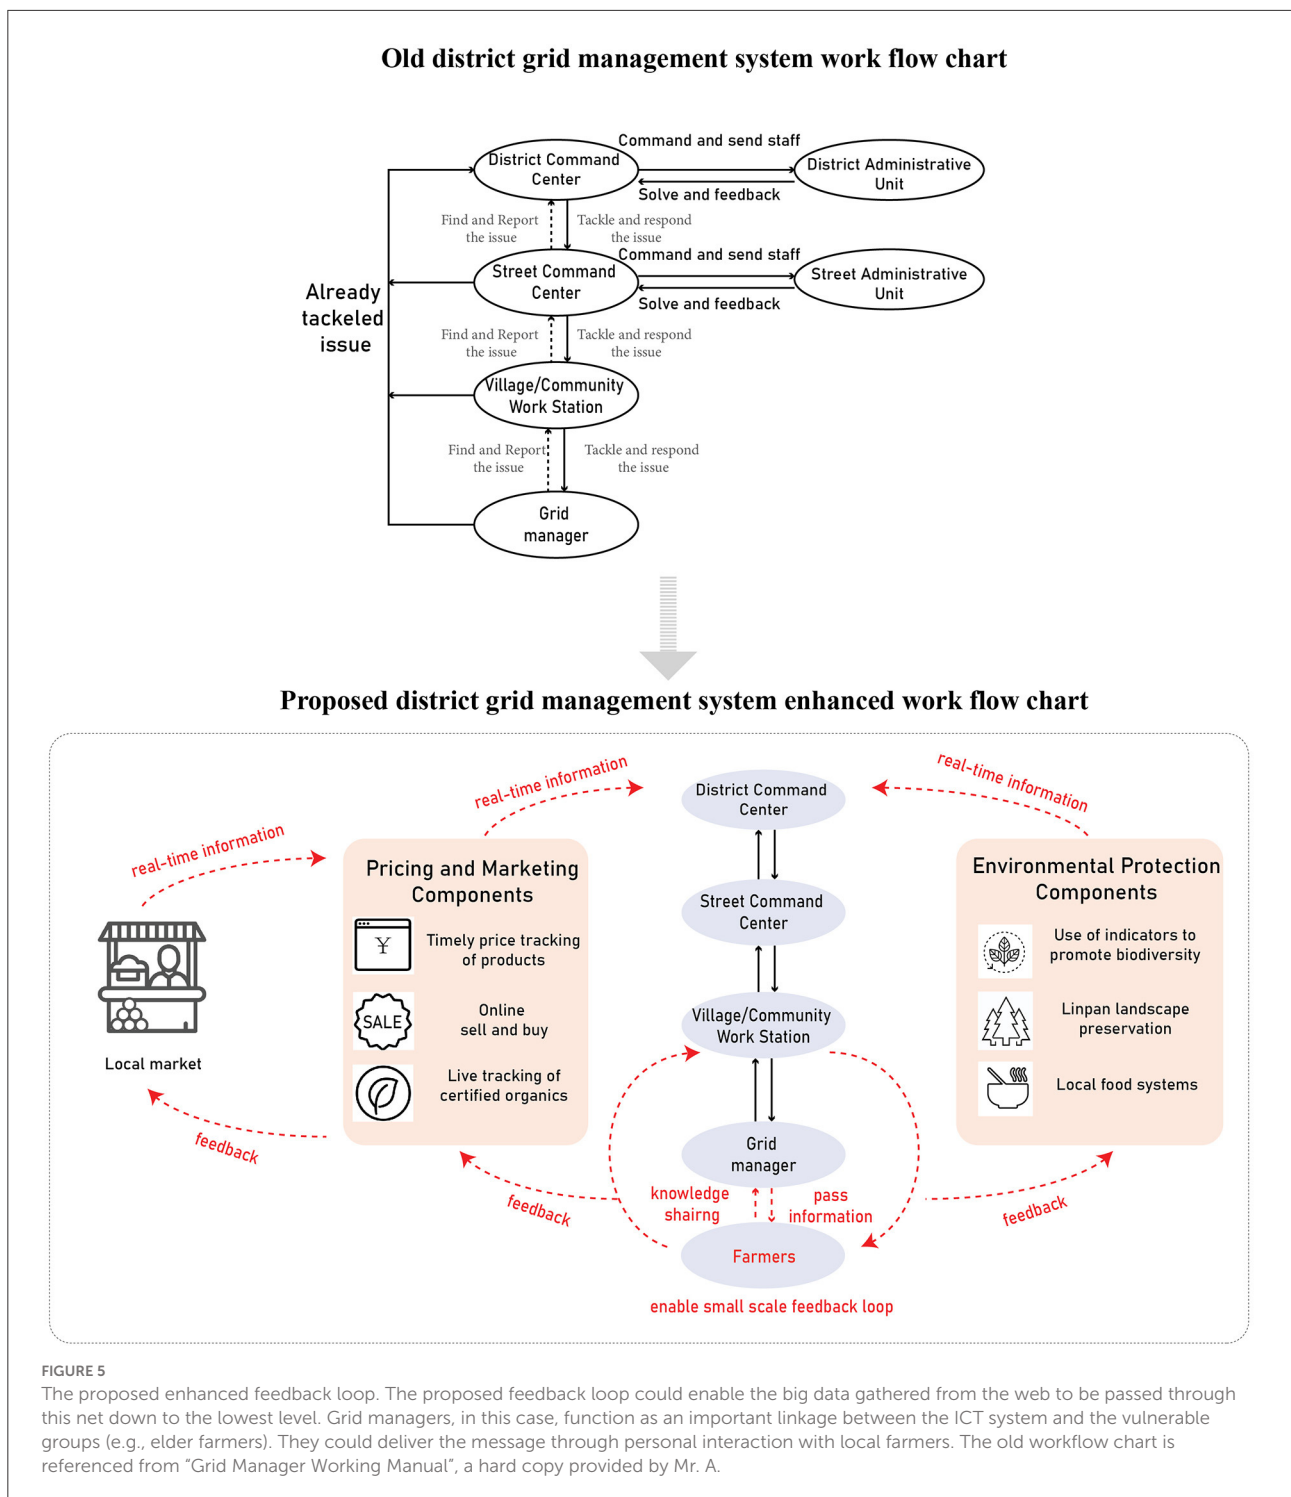 Old district grid management system work flow chart
Command and send staff
District Command
Center
District Administrative
Unit
Solve and feedback
Find and Report
the issue
Tackle and respond
the issue
Command and send staff
Street Command
Center
Street Administrative
Unit
Solve and feedback
Already
tackeled
issue
Find and Report
the issue
Tackle and respond
the issue
Village/Community
Work Station
Find and Report
the issue
Tackle and respond
the issue
Grid
manager
Proposed district grid management system enhanced work flow chart
real-time information
real-time information
real-time information
District Command
Center
Pricing and Marketing
Components
¥
Timely price tracking
of products
SALE
Online
sell and buy
Live tracking of
certified organics
Local market
feedback
Street Command
Center
Village/Community
Work Station
Grid
manager
knowledge
shairng
pass
information
Farmers
enable small scale feedback loop
feedback
feedback
Environmental Protection
Components
Use of indicators to
promote biodiversity
Linpan landscape
preservation
Local food systems
FIGURE 5
The proposed enhanced feedback loop. The proposed feedback loop could enable the big data gathered from the web to be passed through
this net down to the lowest level. Grid managers, in this case, function as an important linkage between the ICT system and the vulnerable
groups (e.g., elder farmers). They could deliver the message through personal interaction with local farmers. The old workflow chart is
referenced from “Grid Manager Working Manual”, a hard copy provided by Mr. A.